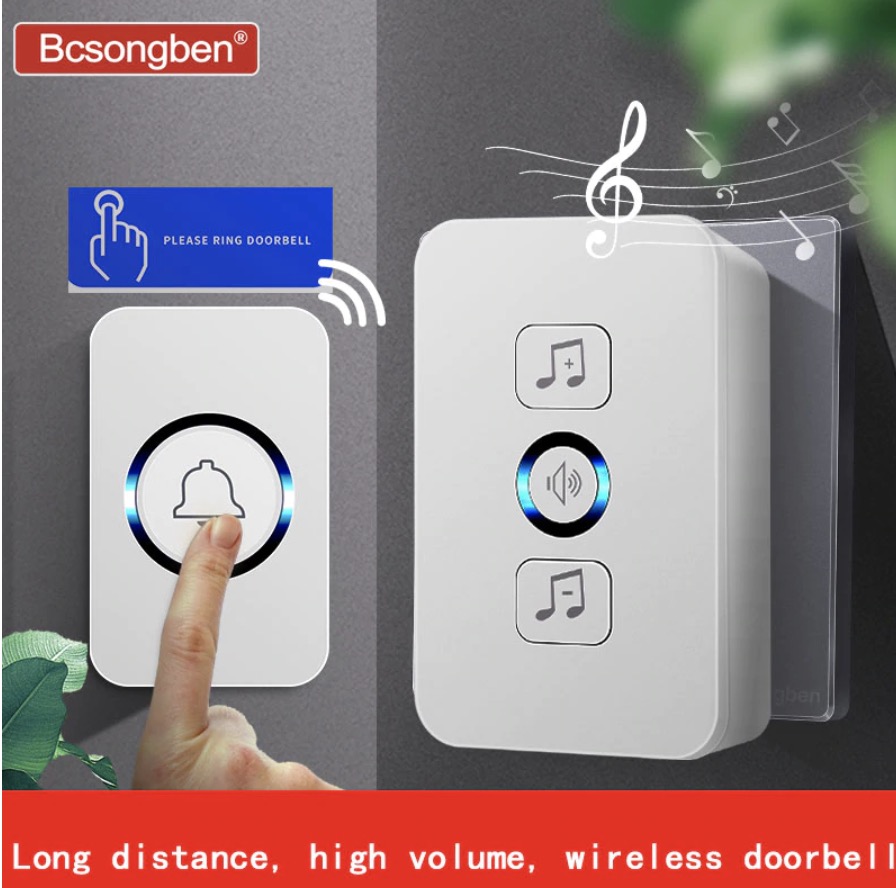 Bcsongben®
PLEASE RING DOORBELL
Long distance, high volume, wireless doorbell